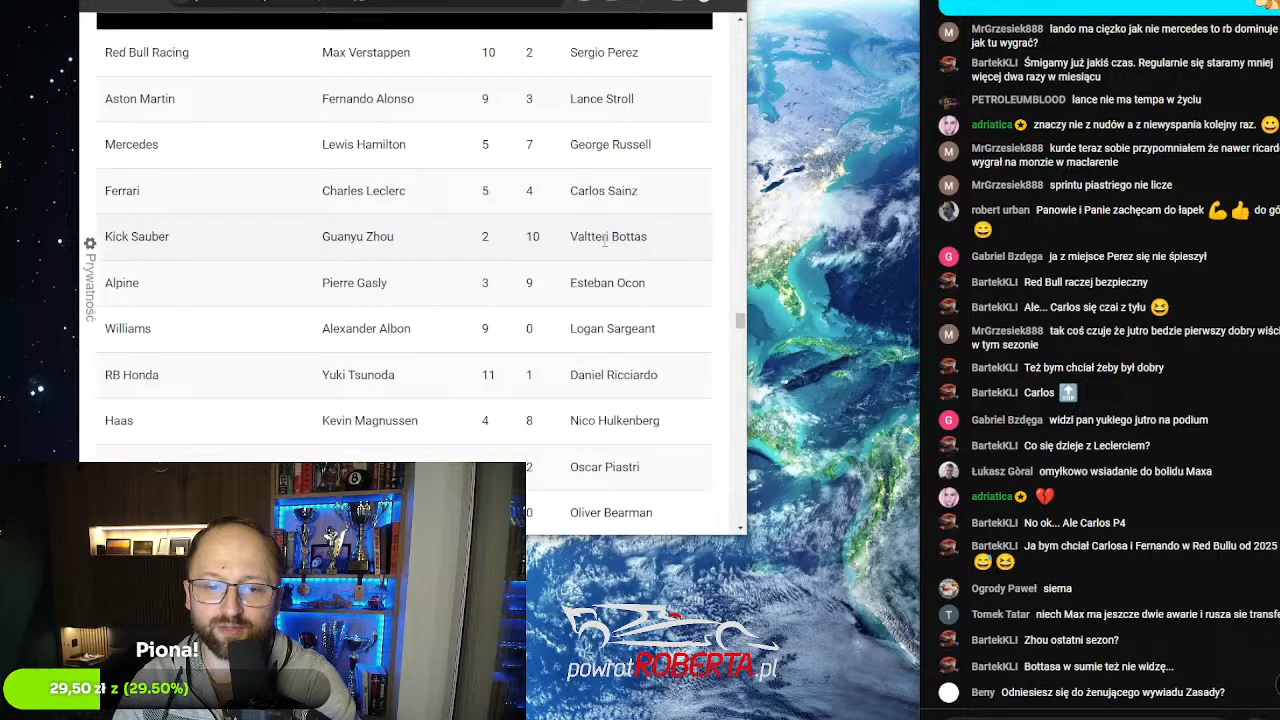 Red Bull Racing Max Verstappen 10 2 Sergio Perez
Aston Martin Fernando Alonso 9 3 Lance Stroll
Mercedes Lewis Hamilton 5 7 George Russell
Ferrari Charles Leclerc 5 4 Carlos Sainz
Kick Sauber Guanyu Zhou 2 10 Valtteri Bottas
Alpine Pierre Gasly 3 9 Esteban Ocon
Williams Alexander Albon 9 0 Logan Sargeant
RB Honda Yuki Tsunoda 11 1 Daniel Ricciardo
Haas Kevin Magnussen 4 8 Nico Hulkenberg
2 Oscar Piastri
0 Oliver Bearman
Prywatność
Piona!
29,50 zł z (29.50%)
powrotROBERTA.pl
MrGrzesiek888 lando ma ciężko jak nie mercedes to rb dominuje
jak tu wygrać?
BartekKLI Śmigamy już jakiś czas. Regularnie się staramy mniej
więcej dwa razy w miesiącu
PETROLEUMBLOOD lance nie ma tempa w życiu
adriatica znaczy nie z nudów a z niewyspania kolejny raz. 😀
MrGrzesiek888 kurde teraz sobie przypomniałem że nawer ricardo
wygrał na monzie w maclarenie
MrGrzesiek888 sprintu piastriego nie licze
robert urban Panowie i Panie zachęcam do łapek 💪 👍 do gó
😄
Gabriel Bzdęga ja z miejsce Perez się nie śpieszył
BartekKLI Red Bull raczej bezpieczny
BartekKLI Ale... Carlos się czai z tyłu 😆
MrGrzesiek888 tak coś czuje że jutro bedzie pierwszy dobry wiści
w tym sezonie
BartekKLI Też bym chciał żeby był dobry
BartekKLI Carlos 🔝
Gabriel Bzdęga widzi pan yukiego jutro na podium
BartekKLI Co się dzieje z Leclerciem?
Łukasz Góral omyłkowo wsiadanie do bolidu Maxa
adriatica 💔
BartekKLI No ok... Ale Carlos P4
BartekKLI Ja bym chciał Carlosa i Fernando w Red Bullu od 2025
😅 😆
Ogrody Paweł siema
Tomek Tatar niech Max ma jeszcze dwie awarie i rusza sie transfe
BartekKLI Zhou ostatni sezon?
BartekKLI Bottasa w sumie też nie widzę...
Beny Odniesiesz się do żenującego wywiadu Zasady?